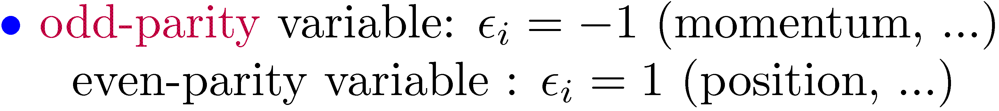 • odd-parity variable: ϵᵢ = −1 (momentum, ...)
even-parity variable : ϵᵢ = 1 (position, ...)